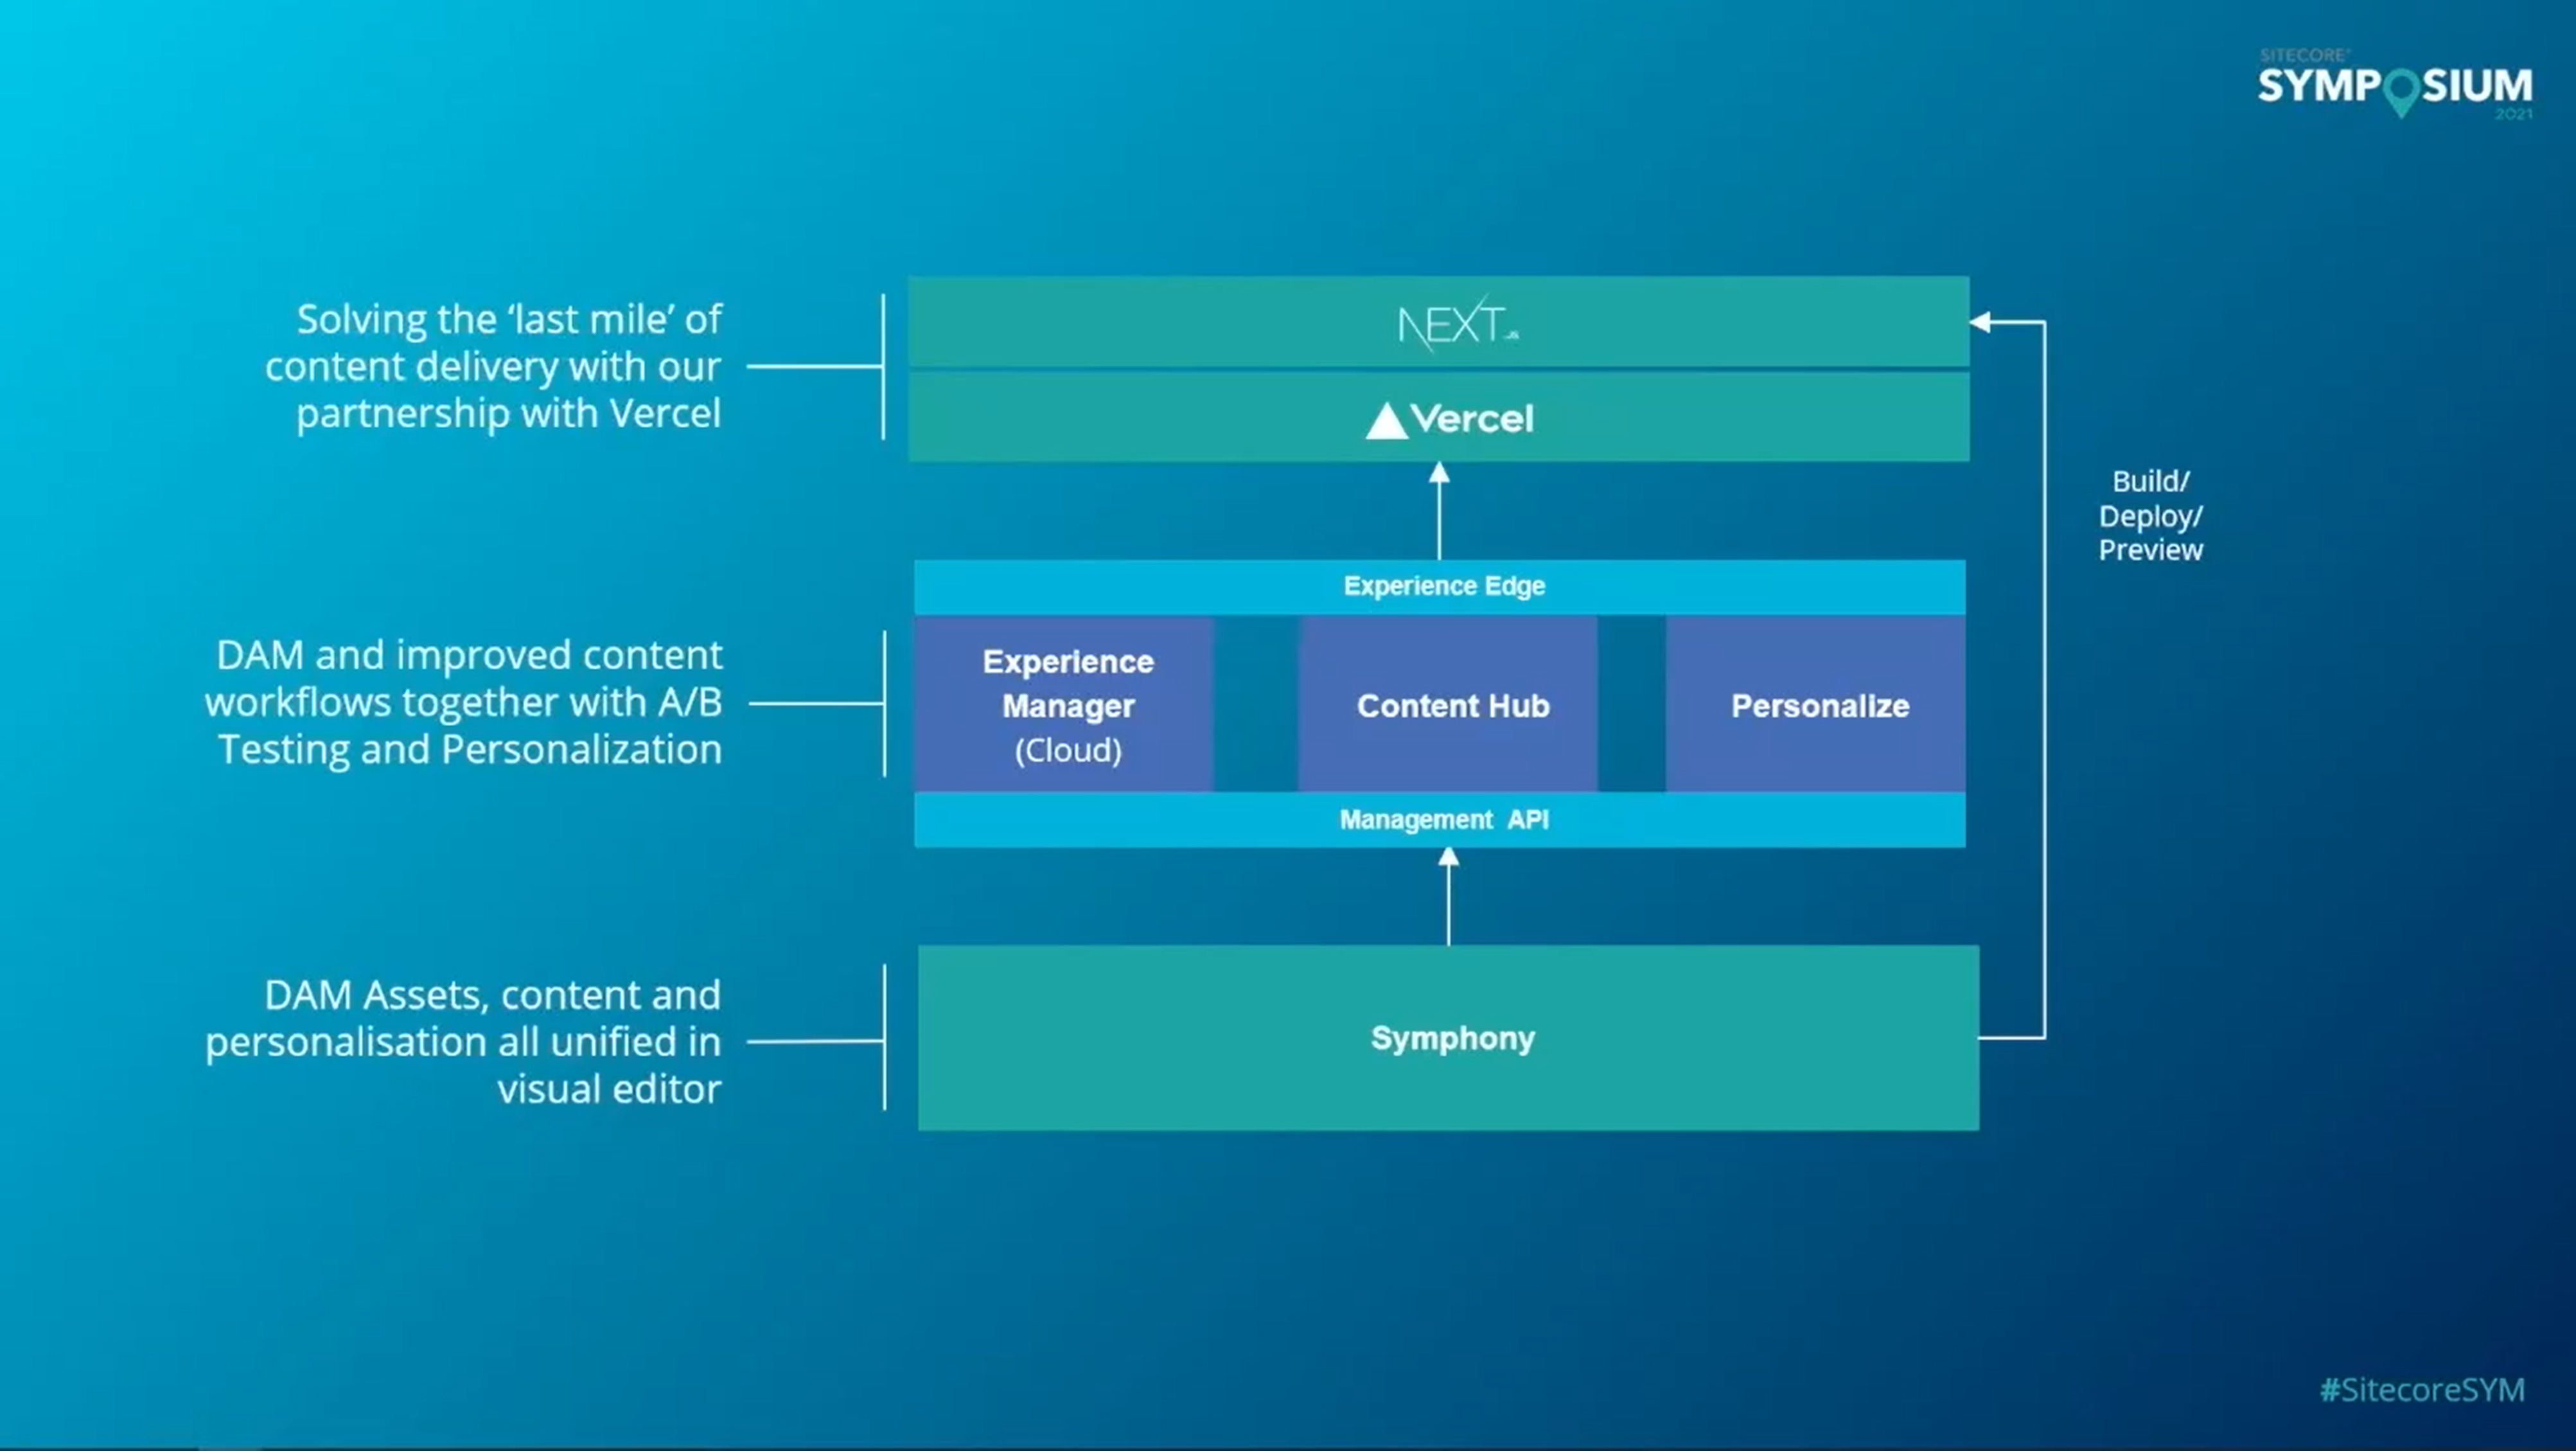 SITECORE
SYMPOSIUM
2021
Solving the ‘last mile’ of
content delivery with our
partnership with Vercel
NEXT.JS
Vercel
Build/
Deploy/
Preview
Experience Edge
DAM and improved content
workflows together with A/B
Testing and Personalization
Experience
Manager
(Cloud)
Content Hub
Personalize
Management API
DAM Assets, content and
personalisation all unified in
visual editor
Symphony
#SitecoreSYM